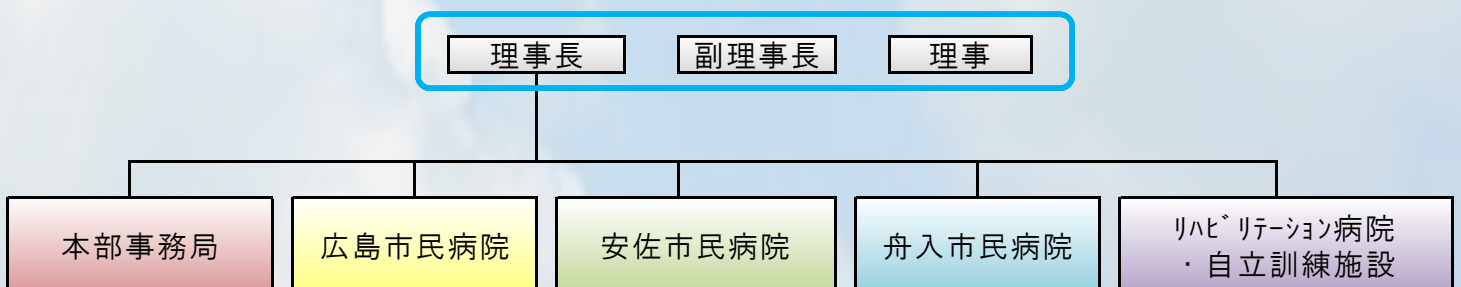 理事長
副理事長
理事
本部事務局
広島市民病院
安佐市民病院
舟入市民病院
ﾘﾊﾋﾞﾘﾃｰｼｮﾝ病院
・自立訓練施設